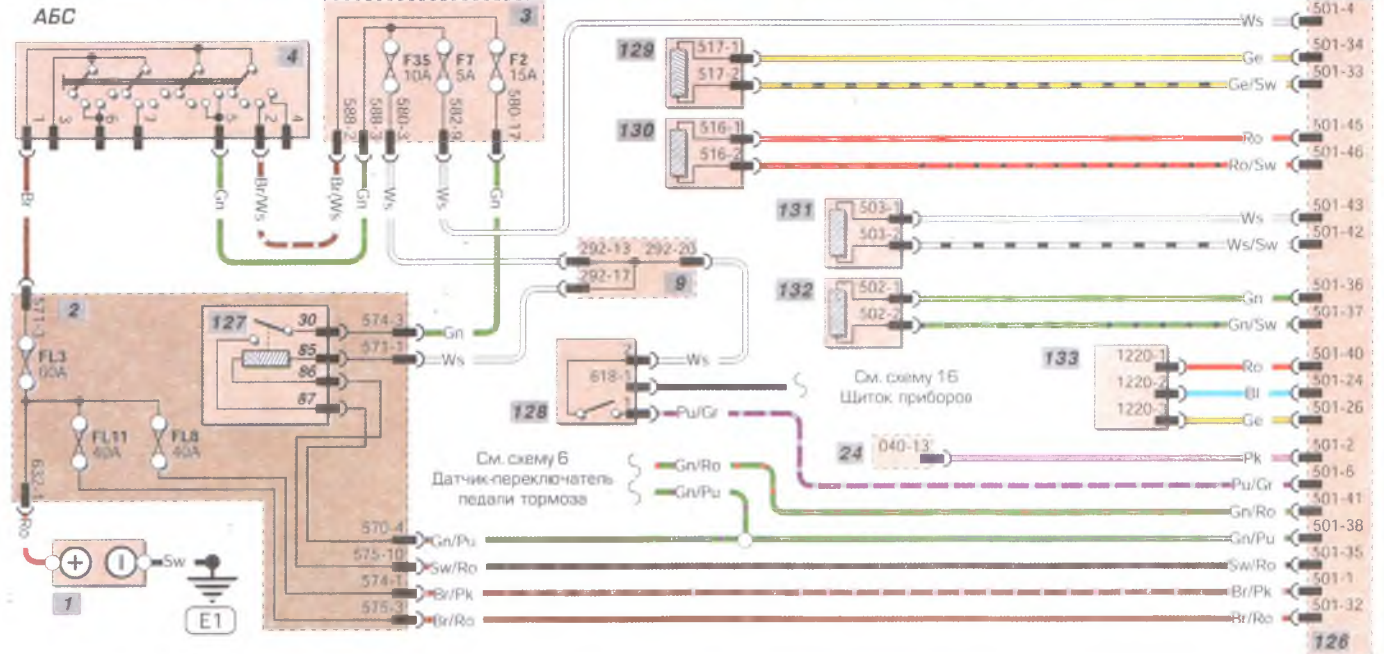 АБС
4
1
3
6
7
5
2
4
3
F35
10A
F7
5A
F2
15A
588-2
588-3
580-3
582-9
580-17
Br
Gn
Br/Ws
Br/Ws
Gn
Ws
Ws
Gn
129
517-1
517-2
Ge
Ge/Sw
130
516-1
516-2
Ro
Ro/Sw
131
503-1
503-2
Ws
Ws/Sw
132
502-1
502-2
Gn
Gn/Sw
133
1220-1
1220-2
1220-3
Ro
Bl
Ge
24
040-13
Pk
292-13
292-20
292-17
9
2
571-1
FL3
60A
FL11
40A
FL8
40A
632-1
Ro
127
30
85
86
87
574-3
571-1
Gn
Ws
128
618-1
Ws
Pu/Gr
См. схему 16
Щиток приборов
См. схему 6
Датчик-переключатель
педали тормоза
Gn/Ro
Gn/Pu
570-4
575-10
574-1
575-3
Gn/Pu
Sw/Ro
Br/Pk
Br/Ro
1
Sw
E1
Ws
Pu/Gr
Gn/Ro
Gn/Pu
Sw/Ro
Br/Pk
Br/Ro
501-4
501-34
501-33
501-45
501-46
501-43
501-42
501-36
501-37
501-40
501-24
501-26
501-2
501-6
501-41
501-38
501-35
501-1
501-32
126